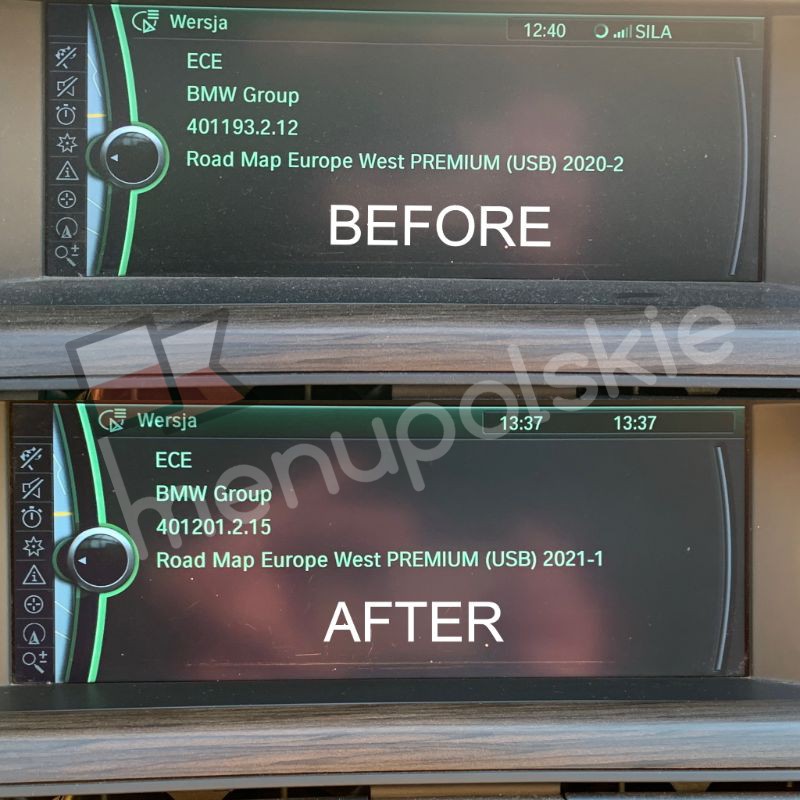 Wersja
12:40
SILA
ECE
BMW Group
401193.2.12
Road Map Europe West PREMIUM (USB) 2020-2
BEFORE
menupolskie
Wersja
13:37
13:37
ECE
BMW Group
401201.2.15
Road Map Europe West PREMIUM (USB) 2021-1
AFTER